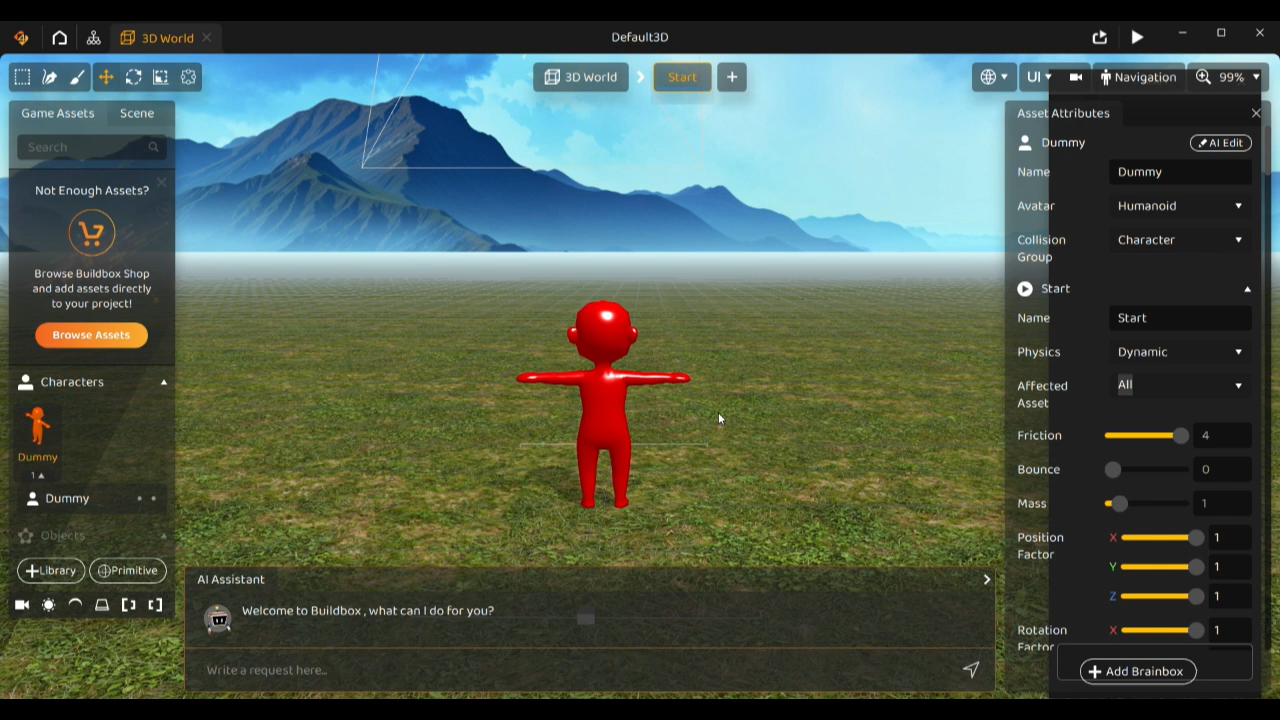 3D World
Default3D
3D World
Start
UI
Navigation
99%
Game Assets
Scene
Search
Not Enough Assets?
Browse Buildbox Shop
and add assets directly
to your project!
Browse Assets
Characters
Dummy
1
Dummy
Objects
Library
Primitive
AI Assistant
Welcome to Buildbox , what can I do for you?
Write a request here...
Asset Attributes
Dummy
AI Edit
Name
Dummy
Avatar
Humanoid
Collision
Group
Character
Start
Name
Start
Physics
Dynamic
Affected
Asset
All
Friction
4
Bounce
0
Mass
1
Position
Factor
X
1
Y
1
Z
1
Rotation
Factor
X
1
Add Brainbox